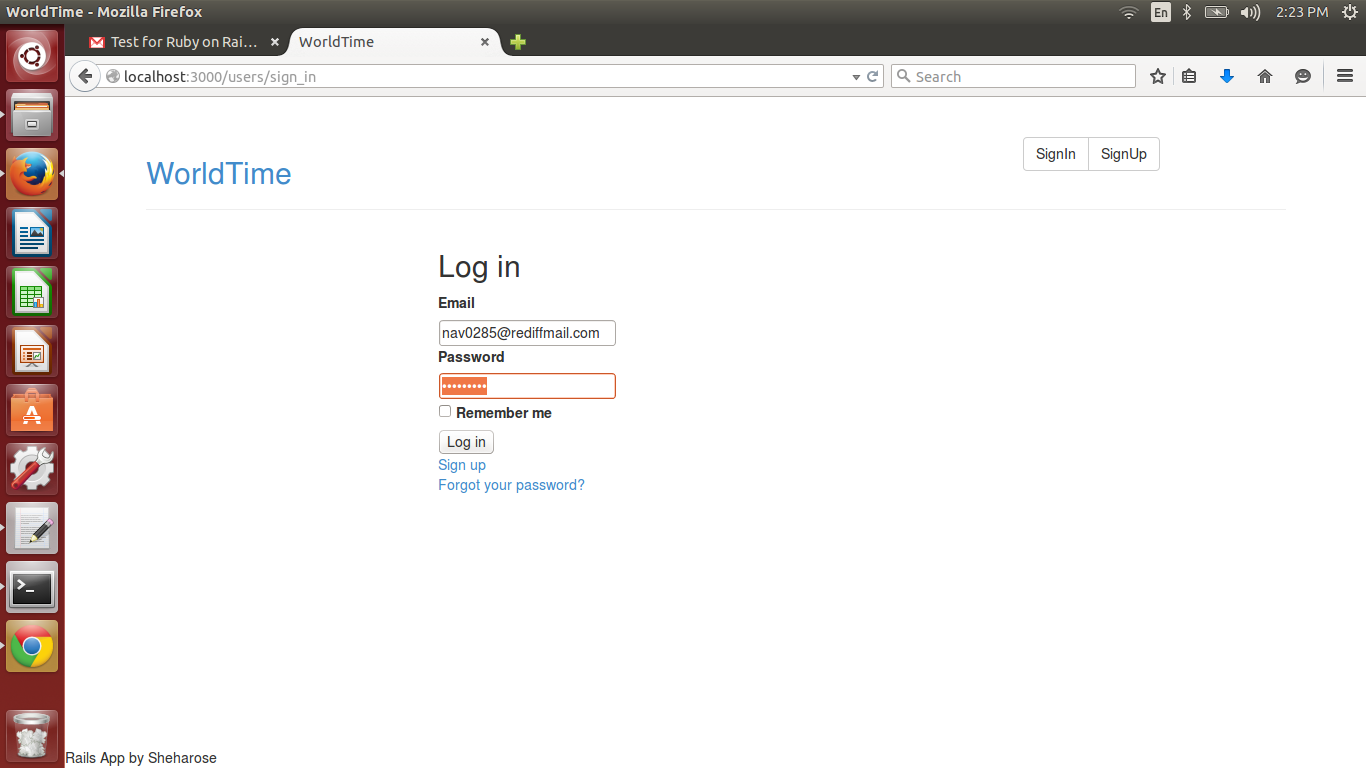 WorldTime - Mozilla Firefox
En
2:23 PM
Test for Ruby on Rai...
WorldTime
localhost:3000/users/sign_in
Search
SignIn
SignUp
WorldTime
Log in
Email
nav0285@rediffmail.com
Password
•••••••••
Remember me
Log in
Sign up
Forgot your password?
Rails App by Sheharose